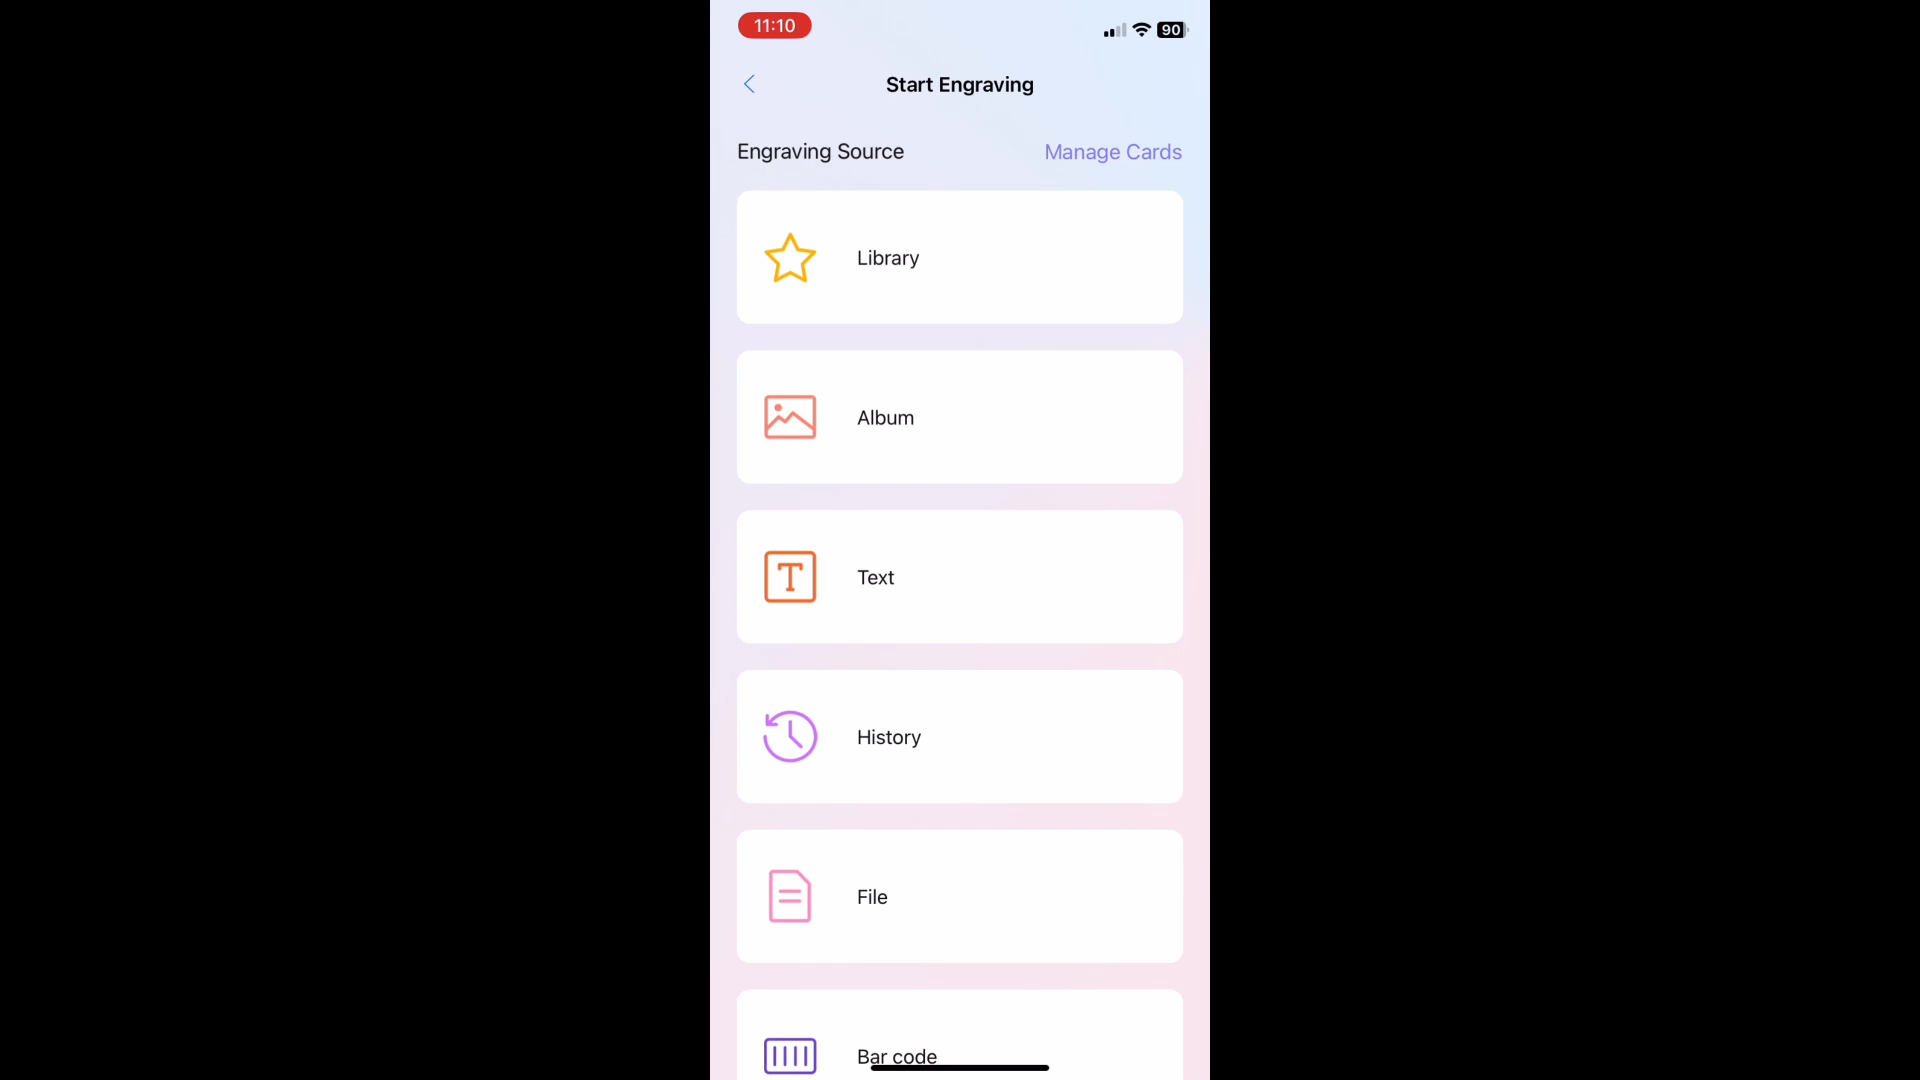 11:10
90
Start Engraving
Engraving Source
Manage Cards
Library
Album
T
Text
History
File
Bar code